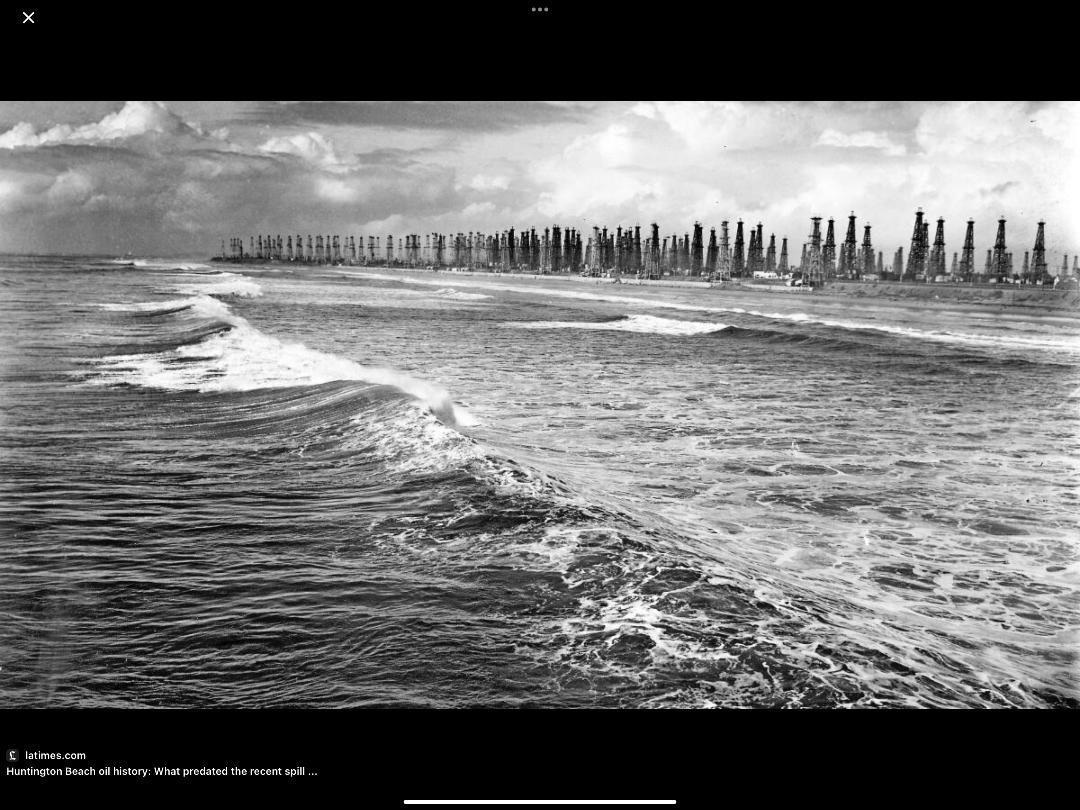 latimes.com
Huntington Beach oil history: What predated the recent spill ...